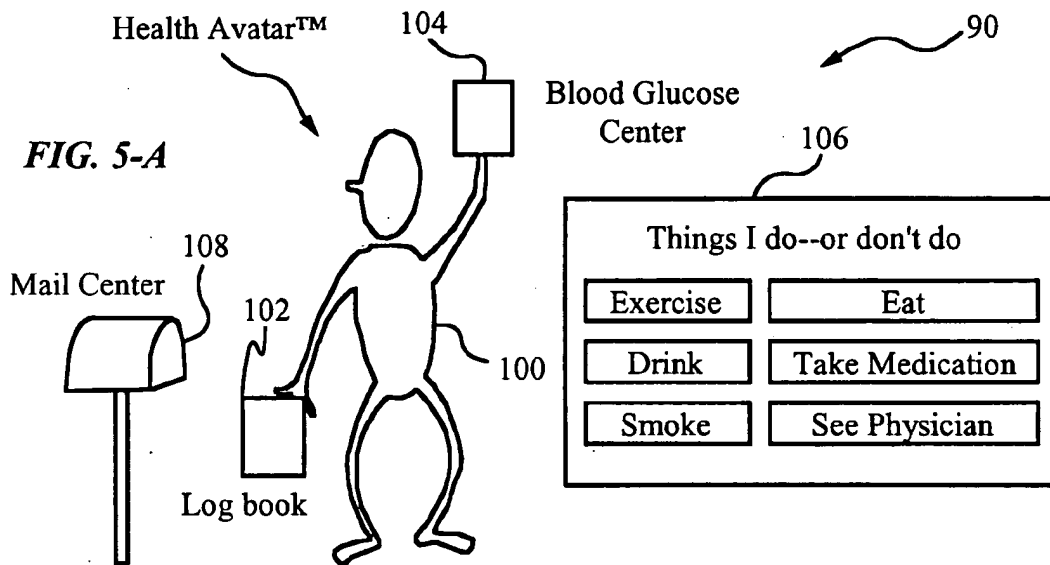 Health Avatar™
104
90
Blood Glucose
Center
FIG. 5-A
106
Things I do--or don't do
108
Mail Center
Exercise
Eat
102
Drink
Take Medication
100
Smoke
See Physician
Log book